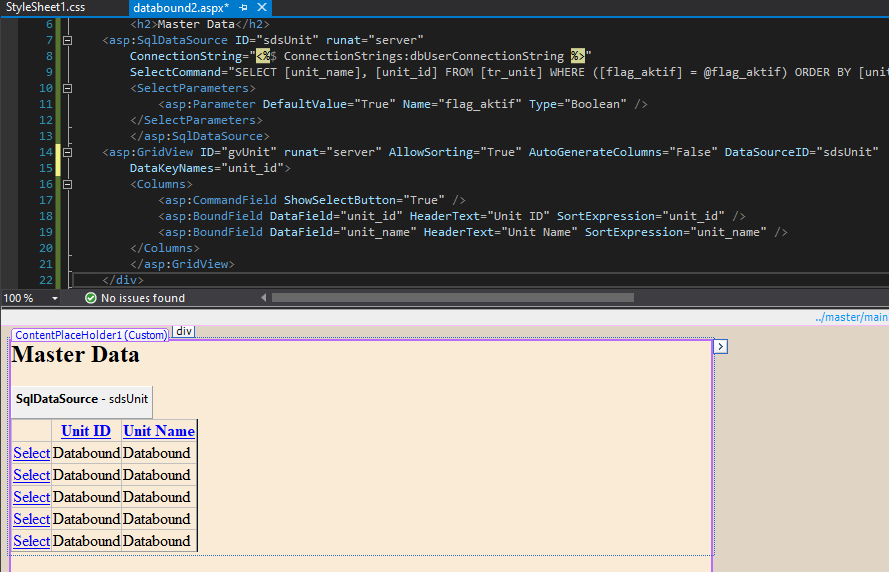 StyleSheet1.css
databound2.aspx*
6 <h2>Master Data</h2>
7 <asp:SqlDataSource ID="sdsUnit" runat="server"
8 ConnectionString="<%$ ConnectionStrings:dbUserConnectionString %>"
9 SelectCommand="SELECT [unit_name], [unit_id] FROM [tr_unit] WHERE ([flag_aktif] = @flag_aktif) ORDER BY [unit
10 <SelectParameters>
11 <asp:Parameter DefaultValue="True" Name="flag_aktif" Type="Boolean" />
12 </SelectParameters>
13 </asp:SqlDataSource>
14 <asp:GridView ID="gvUnit" runat="server" AllowSorting="True" AutoGenerateColumns="False" DataSourceID="sdsUnit"
15 DataKeyNames="unit_id">
16 <Columns>
17 <asp:CommandField ShowSelectButton="True" />
18 <asp:BoundField DataField="unit_id" HeaderText="Unit ID" SortExpression="unit_id" />
19 <asp:BoundField DataField="unit_name" HeaderText="Unit Name" SortExpression="unit_name" />
20 </Columns>
21 </asp:GridView>
22 </div>
100 % No issues found
../master/main
ContentPlaceHolder1 (Custom) div
Master Data
SqlDataSource - sdsUnit
Unit ID Unit Name
Select Databound Databound
Select Databound Databound
Select Databound Databound
Select Databound Databound
Select Databound Databound